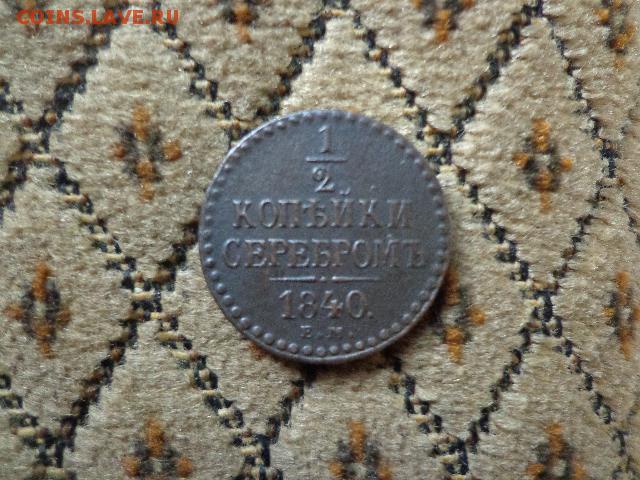 COINS.LAVE.RU
1
2
КОПѢЙКИ
СЕРЕБРОМЪ
1840.
Е.М.